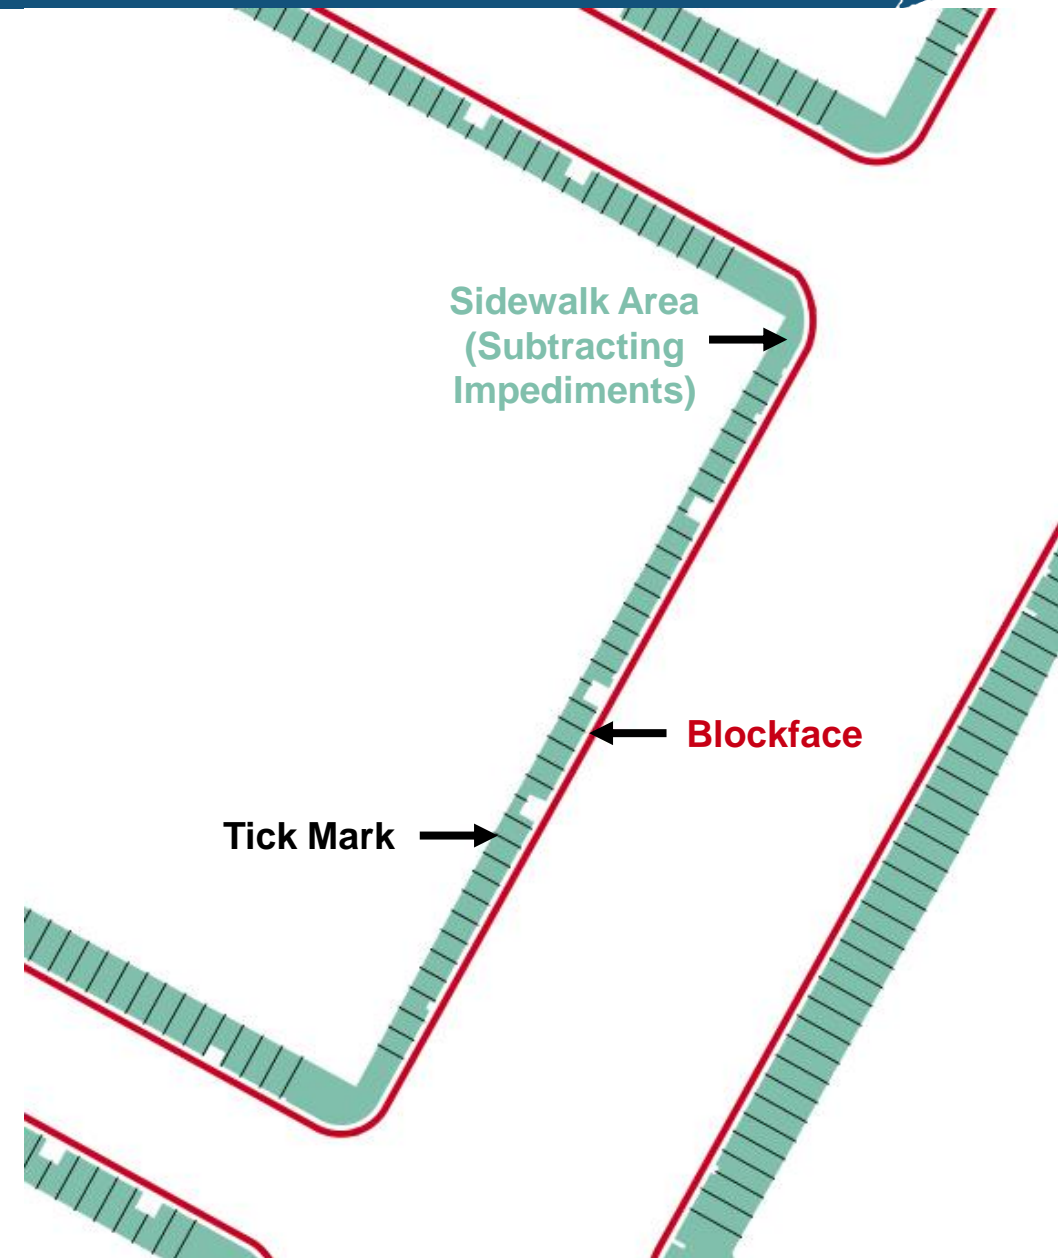 Sidewalk Area
(Subtracting
Impediments)
Blockface
Tick Mark